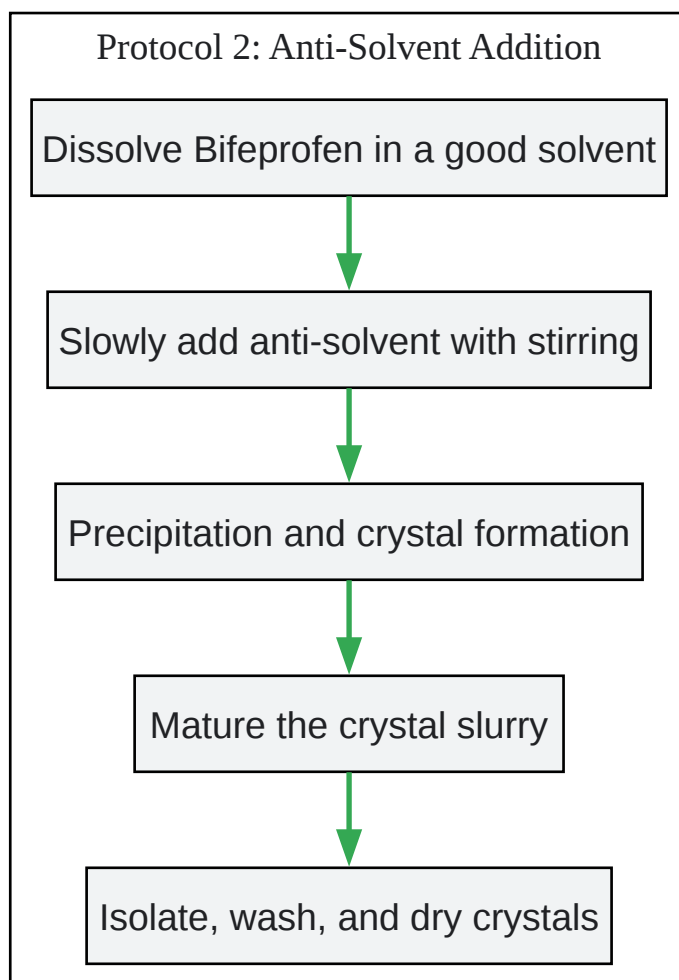 Protocol 2: Anti-Solvent Addition
Dissolve Bifeprofen in a good solvent
Slowly add anti-solvent with stirring
Precipitation and crystal formation
Mature the crystal slurry
Isolate, wash, and dry crystals